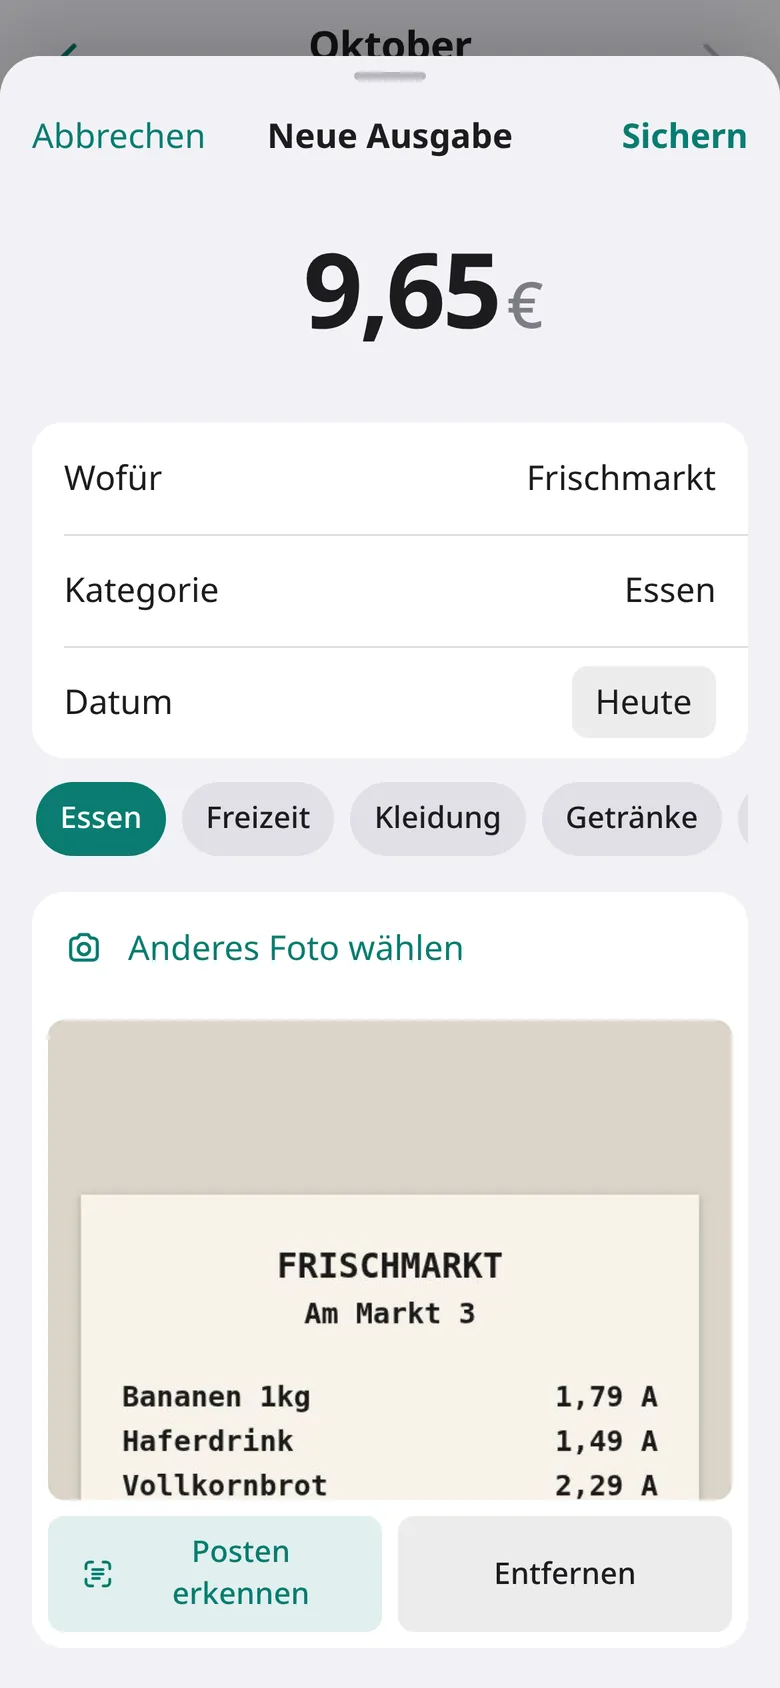 Oktober
Abbrechen Neue Ausgabe Sichern
9,65 €
Wofür Frischmarkt
Kategorie Essen
Datum Heute
Essen Freizeit Kleidung Getränke
Anderes Foto wählen
FRISCHMARKT
Am Markt 3
Bananen 1kg 1,79 A
Haferdrink 1,49 A
Vollkornbrot 2,29 A
Posten
erkennen
Entfernen